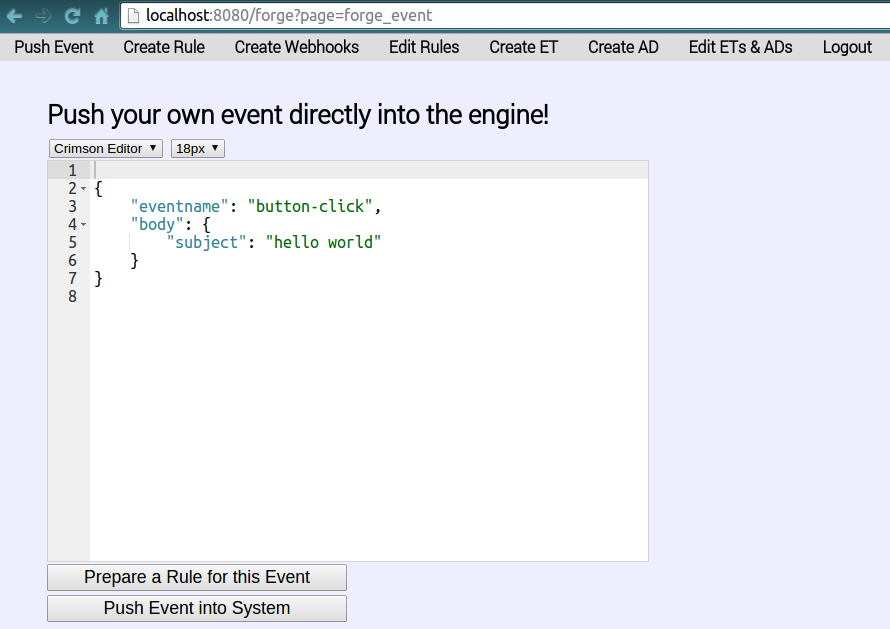 localhost:8080/forge?page=forge_event
Push Event Create Rule Create Webhooks Edit Rules Create ET Create AD Edit ETs & ADs Logout
Push your own event directly into the engine!
Crimson Editor 18px
1
2 {
3 "eventname": "button-click",
4 "body": {
5 "subject": "hello world"
6 }
7 }
8
Prepare a Rule for this Event
Push Event into System